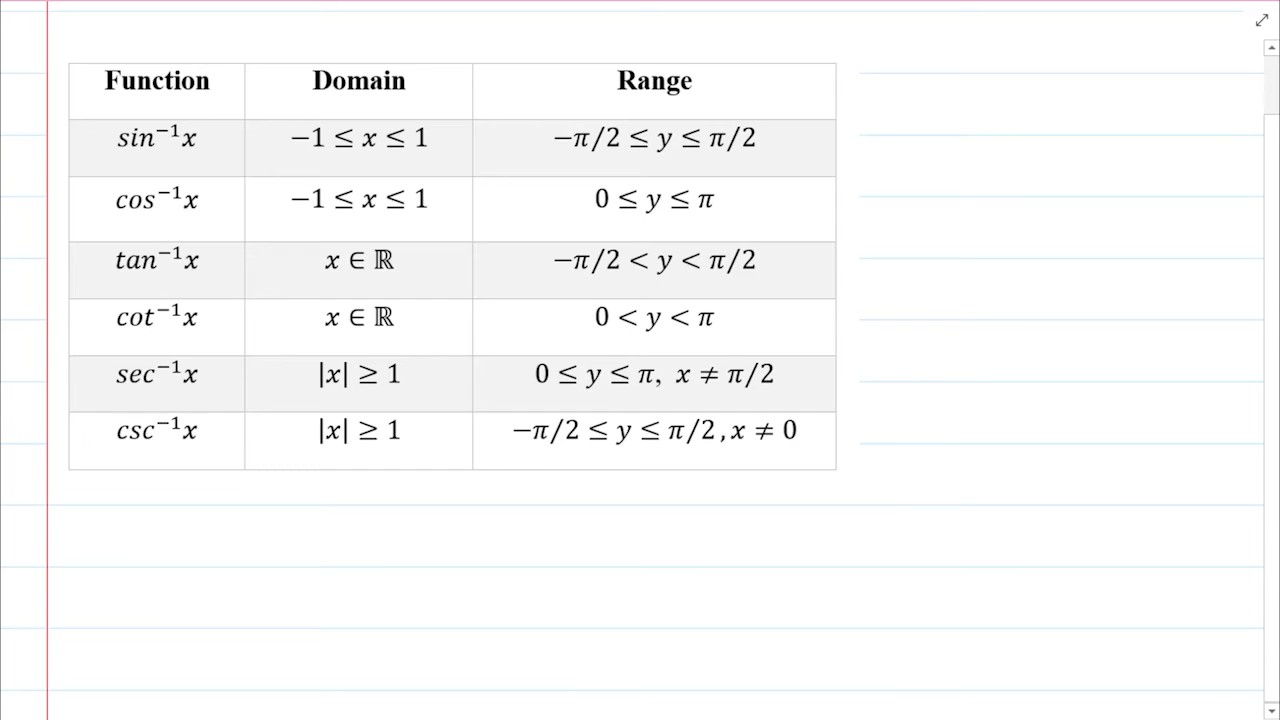 Function Domain Range
sin⁻¹x −1 ≤ x ≤ 1 −π/2 ≤ y ≤ π/2
cos⁻¹x −1 ≤ x ≤ 1 0 ≤ y ≤ π
tan⁻¹x x ∈ ℝ −π/2 < y < π/2
cot⁻¹x x ∈ ℝ 0 < y < π
sec⁻¹x |x| ≥ 1 0 ≤ y ≤ π, x ≠ π/2
csc⁻¹x |x| ≥ 1 −π/2 ≤ y ≤ π/2 , x ≠ 0